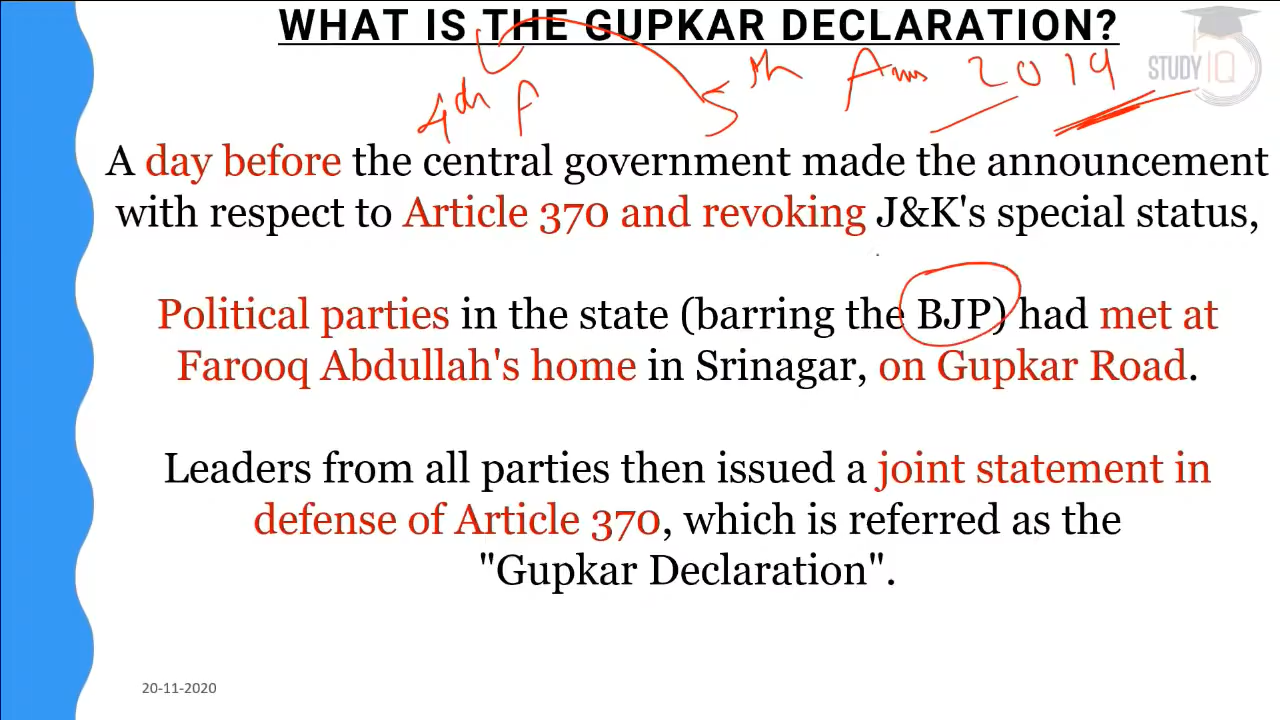 WHAT IS THE GUPKAR DECLARATION?
STUDY IQ
4th
5th Aug 2019
A day before the central government made the announcement
with respect to Article 370 and revoking J&K's special status,
Political parties in the state (barring the BJP) had met at
Farooq Abdullah's home in Srinagar, on Gupkar Road.
Leaders from all parties then issued a joint statement in
defense of Article 370, which is referred as the
"Gupkar Declaration".
20-11-2020